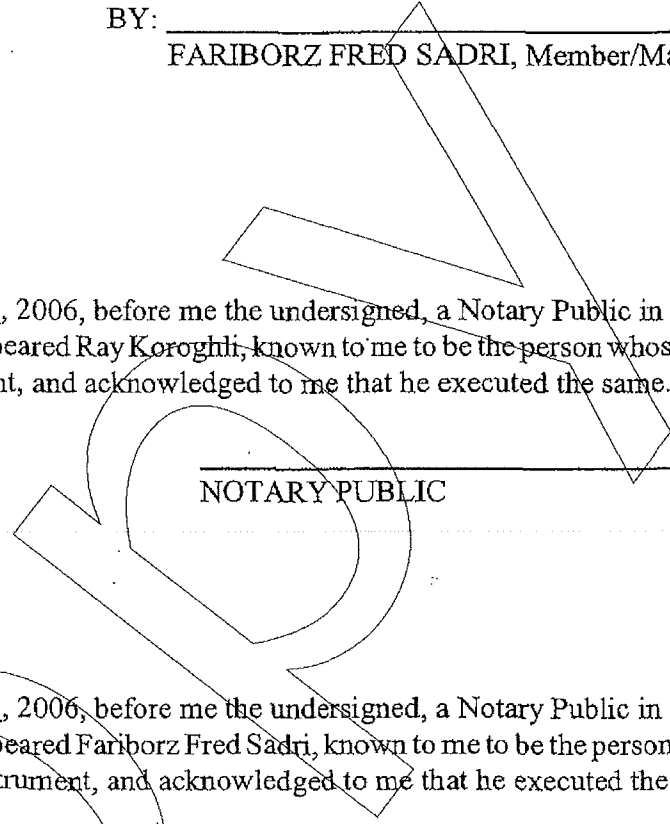 BY:
FARIBORZ FRED SADRI, Member/Ma
, 2006, before me the undersigned, a Notary Public in
peared Ray Koroghli, known to me to be the person whos
nt, and acknowledged to me that he executed the same.
NOTARY PUBLIC
, 2006, before me the undersigned, a Notary Public in
peared Fariborz Fred Sadri, known to me to be the person
trument, and acknowledged to me that he executed the